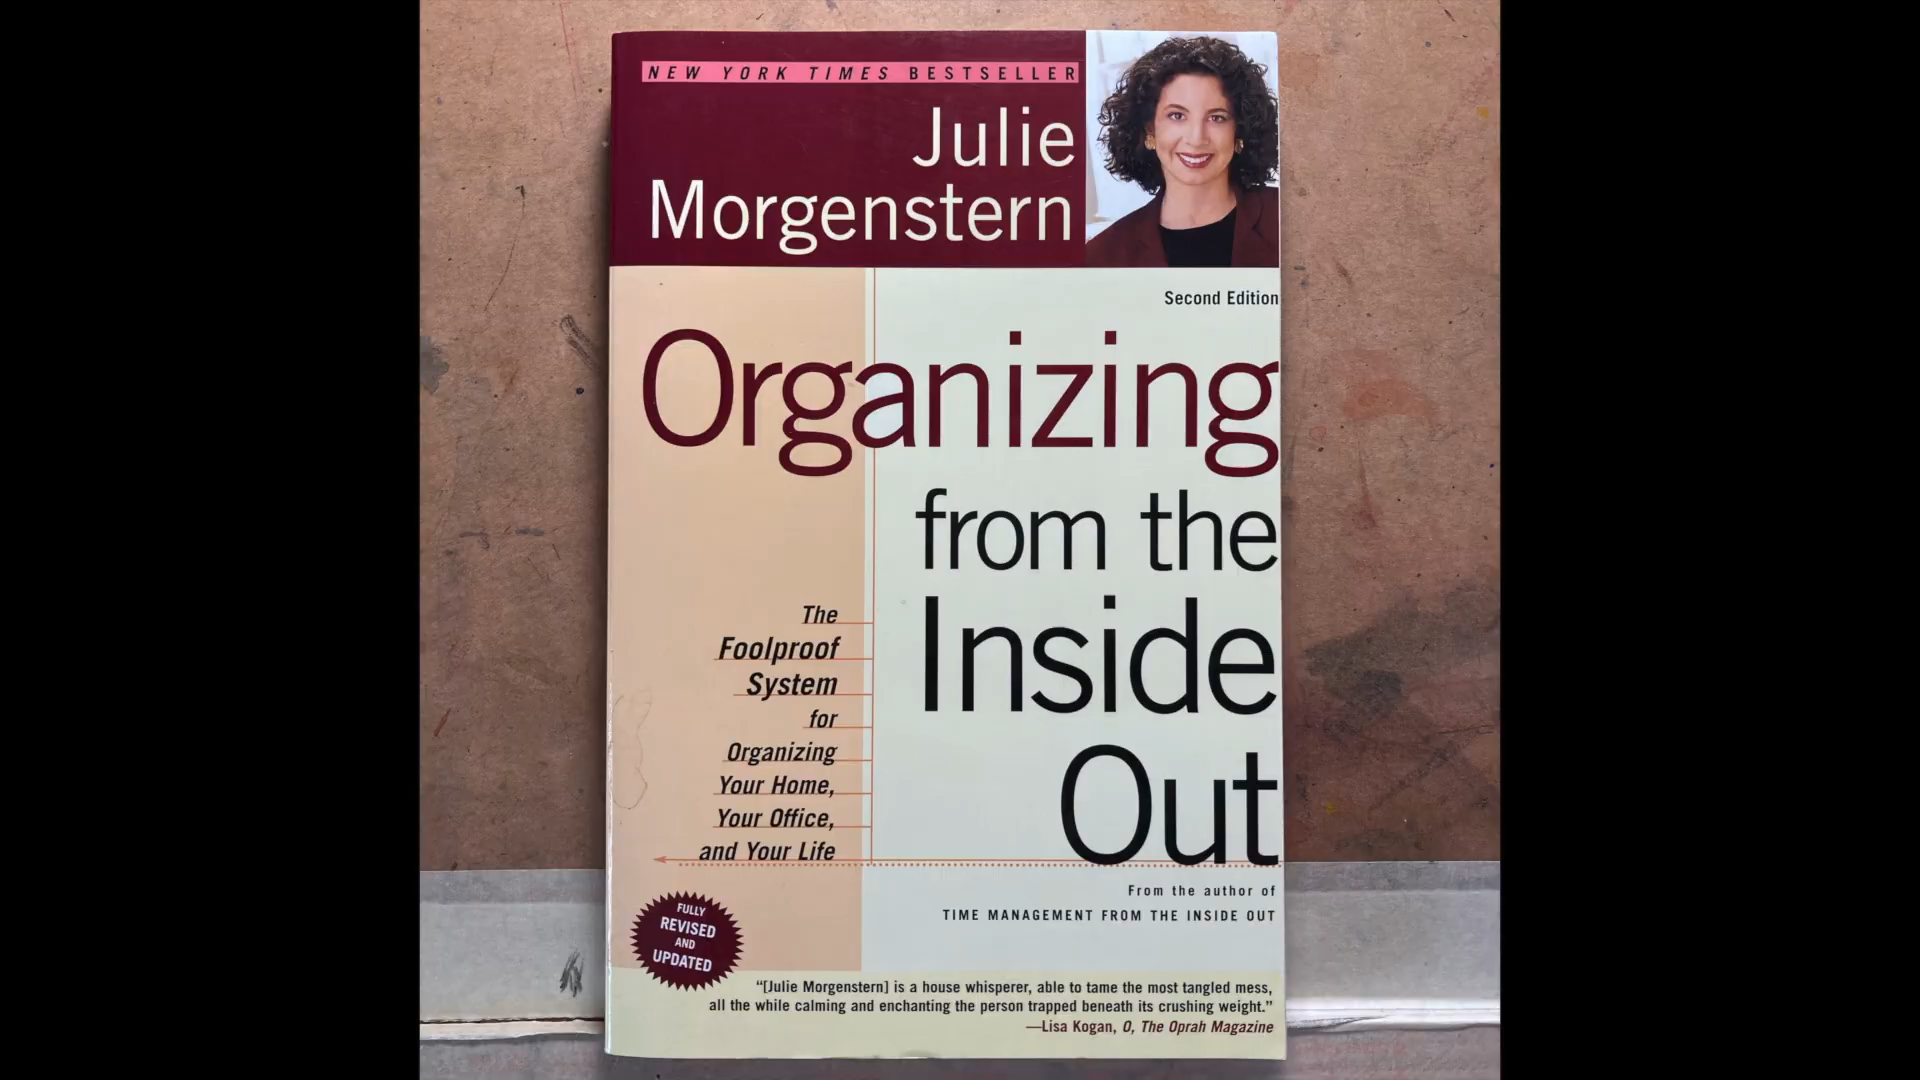 NEW YORK TIMES BESTSELLER
Julie
Morgenstern
Second Edition
Organizing
from the
Inside
Out
The
Foolproof
System
for
Organizing
Your Home,
Your Office,
and Your Life
From the author of
TIME MANAGEMENT FROM THE INSIDE OUT
FULLY
REVISED
AND
UPDATED
“[Julie Morgenstern] is a house whisperer, able to tame the most tangled mess,
all the while calming and enchanting the person trapped beneath its crushing weight.”
—Lisa Kogan, O, The Oprah Magazine